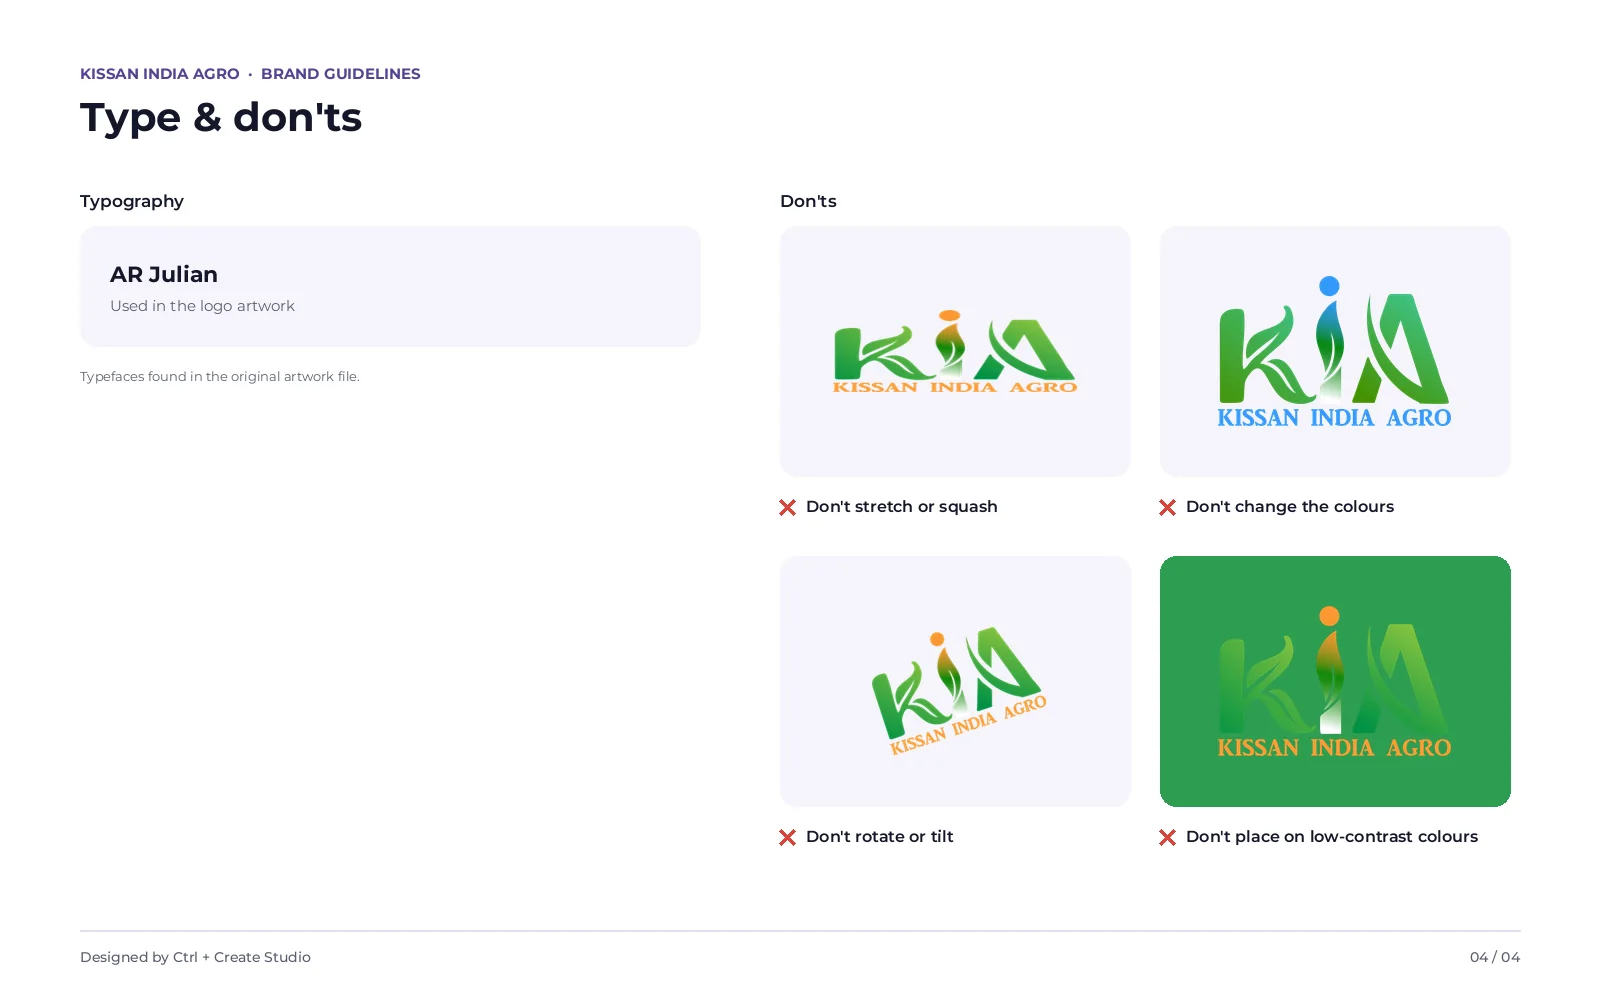 KISSAN INDIA AGRO · BRAND GUIDELINES
Type & don'ts
Typography
AR Julian
Used in the logo artwork
Typefaces found in the original artwork file.
Don'ts
KiA
KISSAN INDIA AGRO
Don't stretch or squash
KiA
KISSAN INDIA AGRO
Don't change the colours
KiA
KISSAN INDIA AGRO
Don't rotate or tilt
KiA
KISSAN INDIA AGRO
Don't place on low-contrast colours
Designed by Ctrl + Create Studio
04 / 04